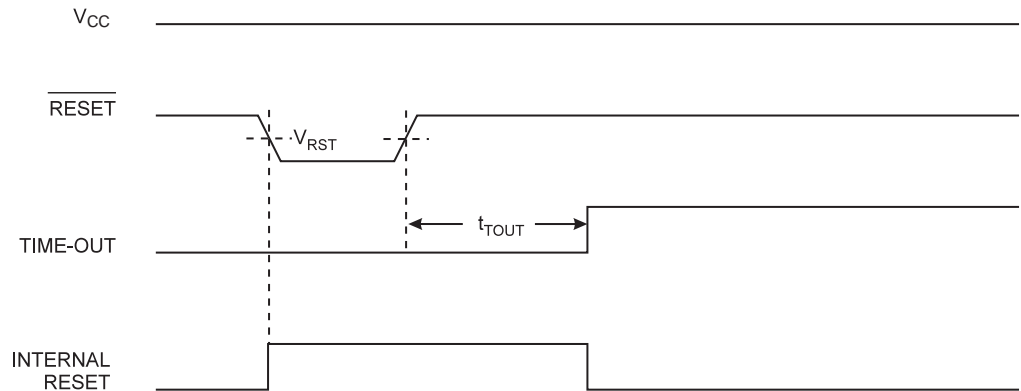 VCC
RESET
VRST
tTOUT
TIME-OUT
INTERNAL
RESET